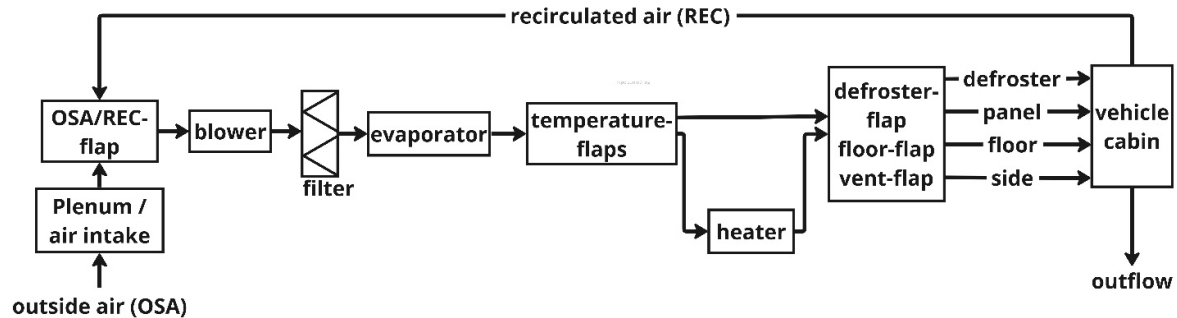 recirculated air (REC)
OSA/REC-
flap
blower
filter
evaporator
temperature-
flaps
heater
defroster-
flap
floor-flap
vent-flap
defroster
panel
floor
side
vehicle
cabin
Plenum /
air intake
outside air (OSA)
outflow